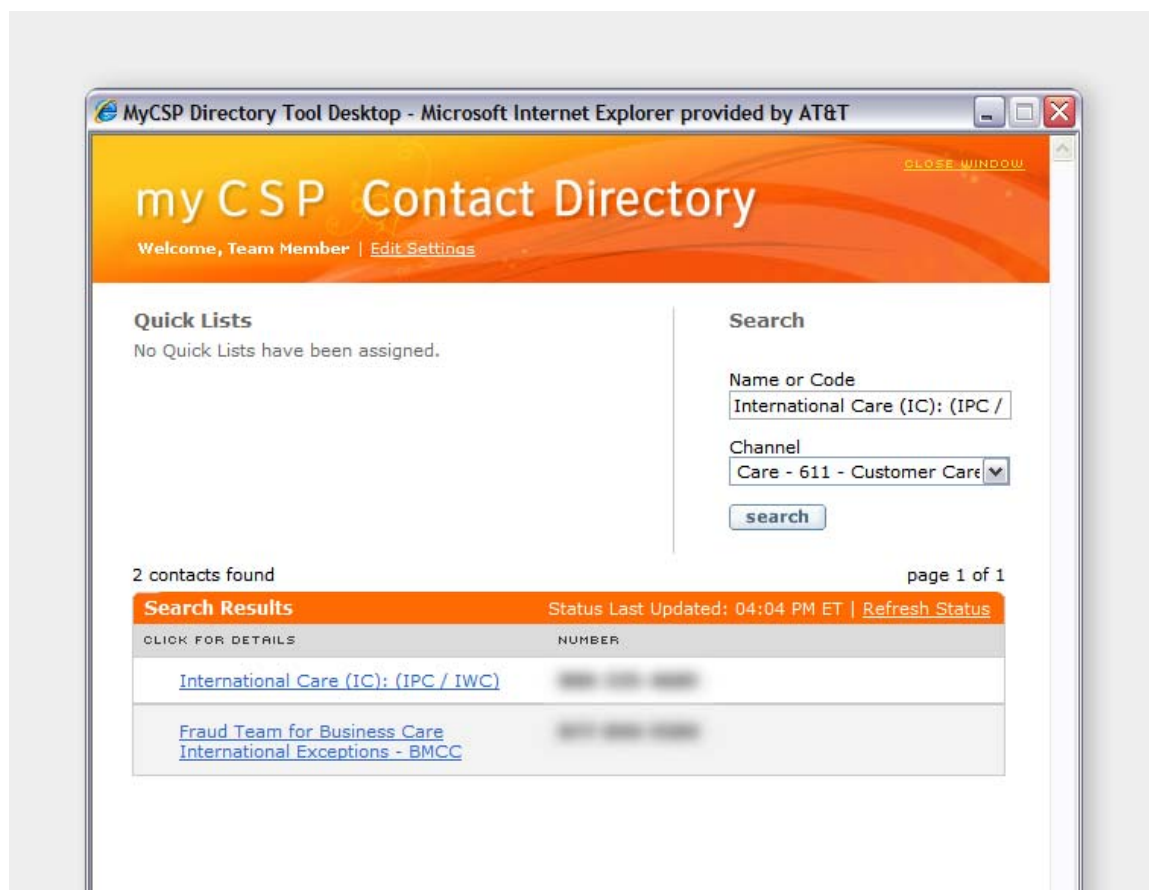 MyCSP Directory Tool Desktop - Microsoft Internet Explorer provided by AT&T
CLOSE WINDOW
my CSP Contact Directory
Welcome, Team Member | Edit Settings
Quick Lists
No Quick Lists have been assigned.
Search
Name or Code
International Care (IC): (IPC /
Channel
Care - 611 - Customer Care
search
2 contacts found
page 1 of 1
Search Results
Status Last Updated: 04:04 PM ET | Refresh Status
CLICK FOR DETAILS
NUMBER
International Care (IC): (IPC / IWC)
Fraud Team for Business Care
International Exceptions - BMCC